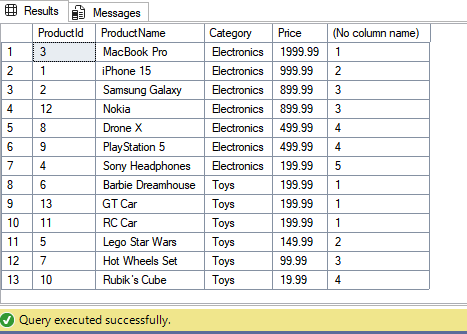 Results Messages
ProductId ProductName Category Price (No column name)
1 3 MacBook Pro Electronics 1999.99 1
2 1 iPhone 15 Electronics 999.99 2
3 2 Samsung Galaxy Electronics 899.99 3
4 12 Nokia Electronics 899.99 3
5 8 Drone X Electronics 499.99 4
6 9 PlayStation 5 Electronics 499.99 4
7 4 Sony Headphones Electronics 199.99 5
8 6 Barbie Dreamhouse Toys 199.99 1
9 13 GT Car Toys 199.99 1
10 11 RC Car Toys 199.99 1
11 5 Lego Star Wars Toys 149.99 2
12 7 Hot Wheels Set Toys 99.99 3
13 10 Rubik's Cube Toys 19.99 4
Query executed successfully.